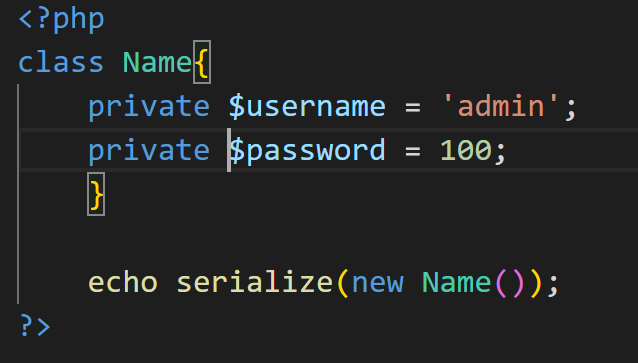 <?php
class Name{
    private $username = 'admin';
    private $password = 100;
    }

    echo serialize(new Name());
?>